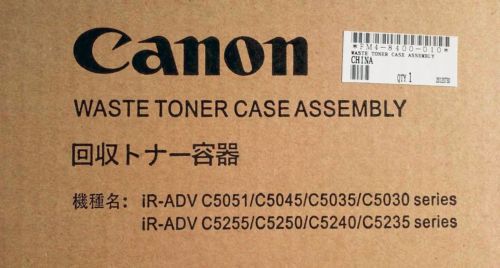 Canon
*FM4-8400-010*
WASTE TONER CASE ASSEMBLY
CHINA
QTY 1
WASTE TONER CASE ASSEMBLY
回収トナー容器
機種名: iR-ADV C5051/C5045/C5035/C5030 series
iR-ADV C5255/C5250/C5240/C5235 series